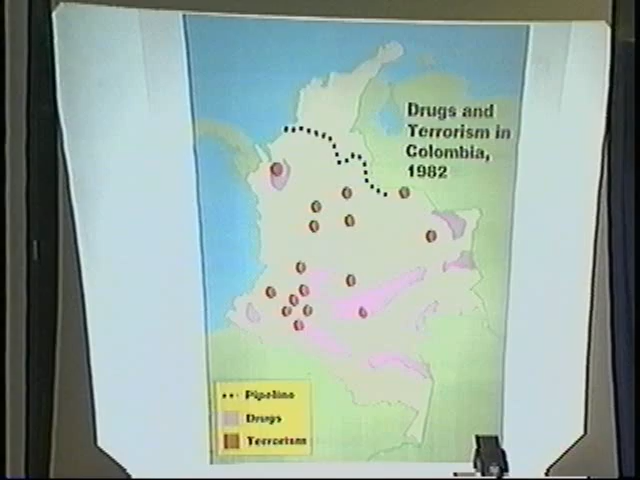 Drugs and
Terrorism in
Colombia,
1982
Pipeline
Drugs
Terrorism